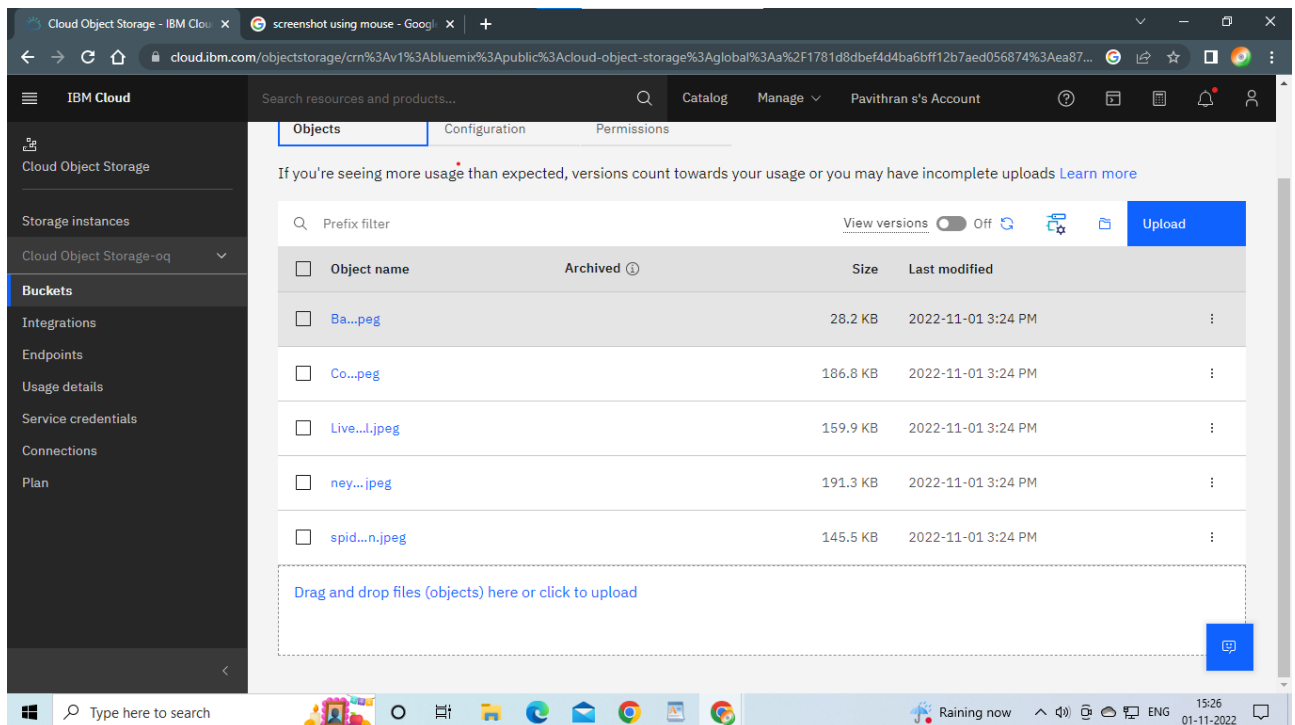 Cloud Object Storage - IBM Clou
screenshot using mouse - Googl
cloud.ibm.com/objectstorage/crn%3Av1%3Abluemix%3Apublic%3Acloud-object-storage%3Aglobal%3Aa%2F1781d8dbef4d4ba6bff12b7aed056874%3Aea87...
IBM Cloud
Search resources and products...
Catalog
Manage
Pavithran s's Account
Cloud Object Storage
Storage instances
Cloud Object Storage-oq
Buckets
Integrations
Endpoints
Usage details
Service credentials
Connections
Plan
Objects Configuration Permissions
If you're seeing more usage than expected, versions count towards your usage or you may have incomplete uploads Learn more
Prefix filter View versions Off Upload
Object name Archived Size Last modified
Ba...peg 28.2 KB 2022-11-01 3:24 PM
Co...peg 186.8 KB 2022-11-01 3:24 PM
Live...l.jpeg 159.9 KB 2022-11-01 3:24 PM
ney...jpeg 191.3 KB 2022-11-01 3:24 PM
spid...n.jpeg 145.5 KB 2022-11-01 3:24 PM
Drag and drop files (objects) here or click to upload
Type here to search
Raining now
ENG
15:26
01-11-2022